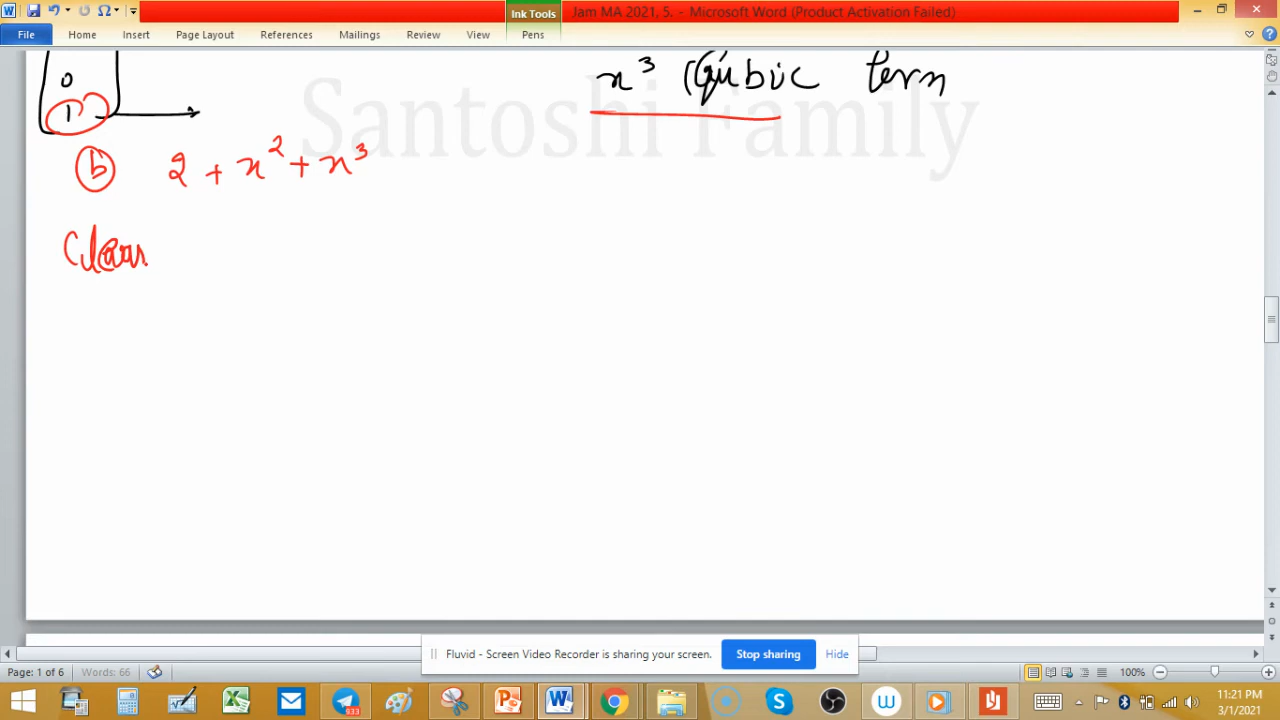 Ink Tools
Jam MA 2021, 5. - Microsoft Word (Product Activation Failed)
File Home Insert Page Layout References Mailings Review View Pens
0
1
x³ (Qubic term
Santoshi Family
b 2 + x² + x³
Clear
Fluvid - Screen Video Recorder is sharing your screen. Stop sharing Hide
Page: 1 of 6 Words: 66 100%
933
11:21 PM
3/1/2021